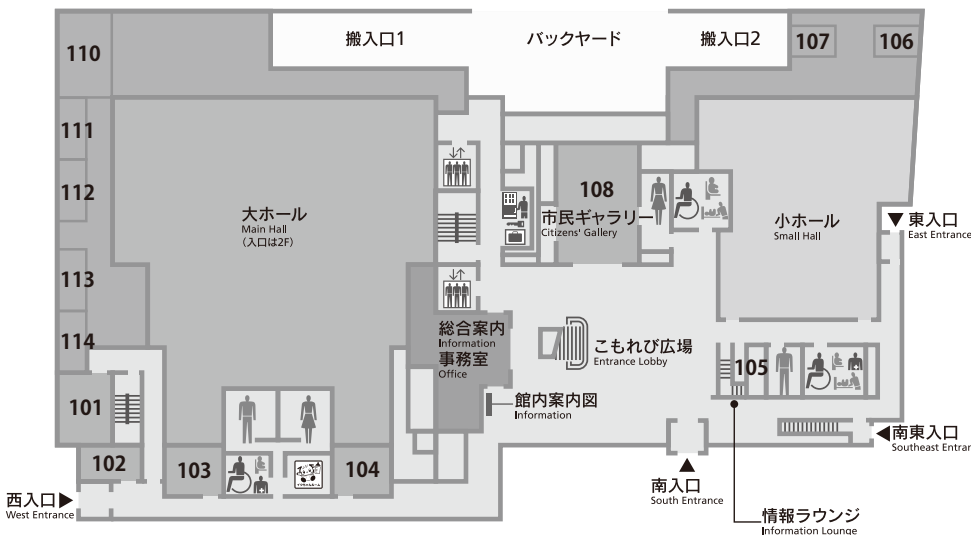 搬入口1
バックヤード
搬入口2
110
107
106
111
112
108
大ホール
Main Hall
(入口は2F)
市民ギャラリー
Citizens' Gallery
小ホール
Small Hall
東入口
East Entrance
113
114
総合案内
Information
事務室
Office
こもれび広場
Entrance Lobby
105
101
館内案内図
Information
102
103
104
南東入口
Southeast Entran
西入口
West Entrance
南入口
South Entrance
情報ラウンジ
Information Lounge